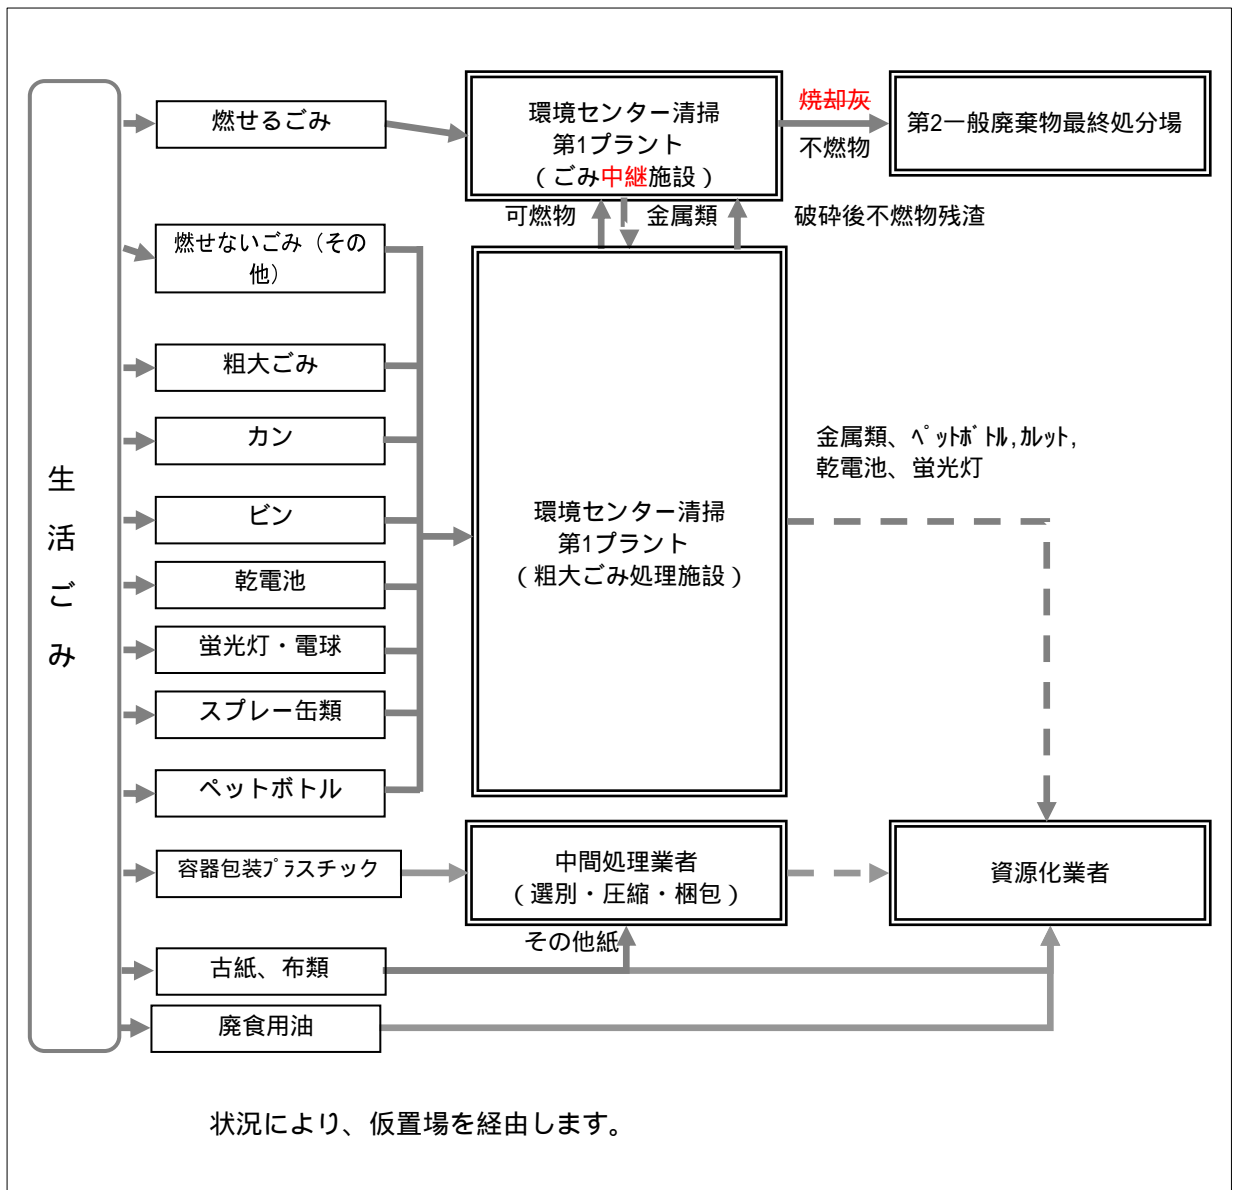 生活ごみ
燃せるごみ
環境センター清掃
第1プラント
（ごみ中継施設）
焼却灰
不燃物
第2一般廃棄物最終処分場
可燃物
金属類
破砕後不燃物残渣
燃せないごみ（その
他）
粗大ごみ
カン
ビン
乾電池
蛍光灯・電球
スプレー缶類
ペットボトル
環境センター清掃
第1プラント
（粗大ごみ処理施設）
金属類、ﾍﾟｯﾄﾎﾞﾄﾙ,ｶﾚｯﾄ,
乾電池、蛍光灯
容器包装ﾌﾟﾗスチック
中間処理業者
（選別・圧縮・梱包）
資源化業者
その他紙
古紙、布類
廃食用油
状況により、仮置場を経由します。